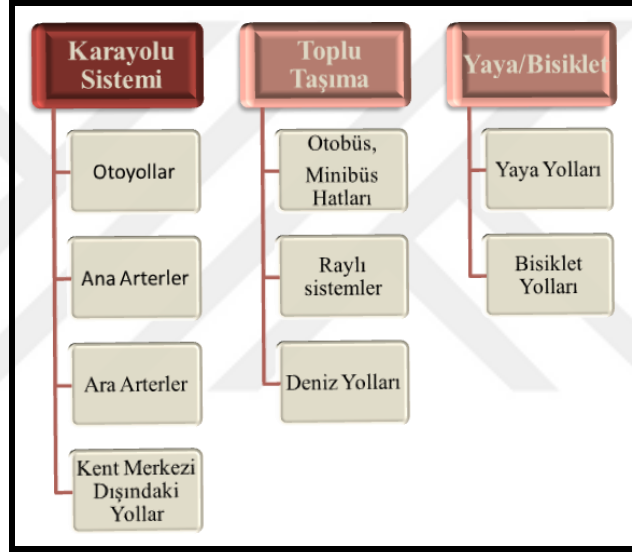 Karayolu
Sistemi
Otoyollar
Ana Arterler
Ara Arterler
Kent Merkezi
Dışındaki
Yollar
Toplu
Taşıma
Otobüs,
Minibüs
Hatları
Raylı
sistemler
Deniz Yolları
Yaya/Bisiklet
Yaya Yolları
Bisiklet
Yolları